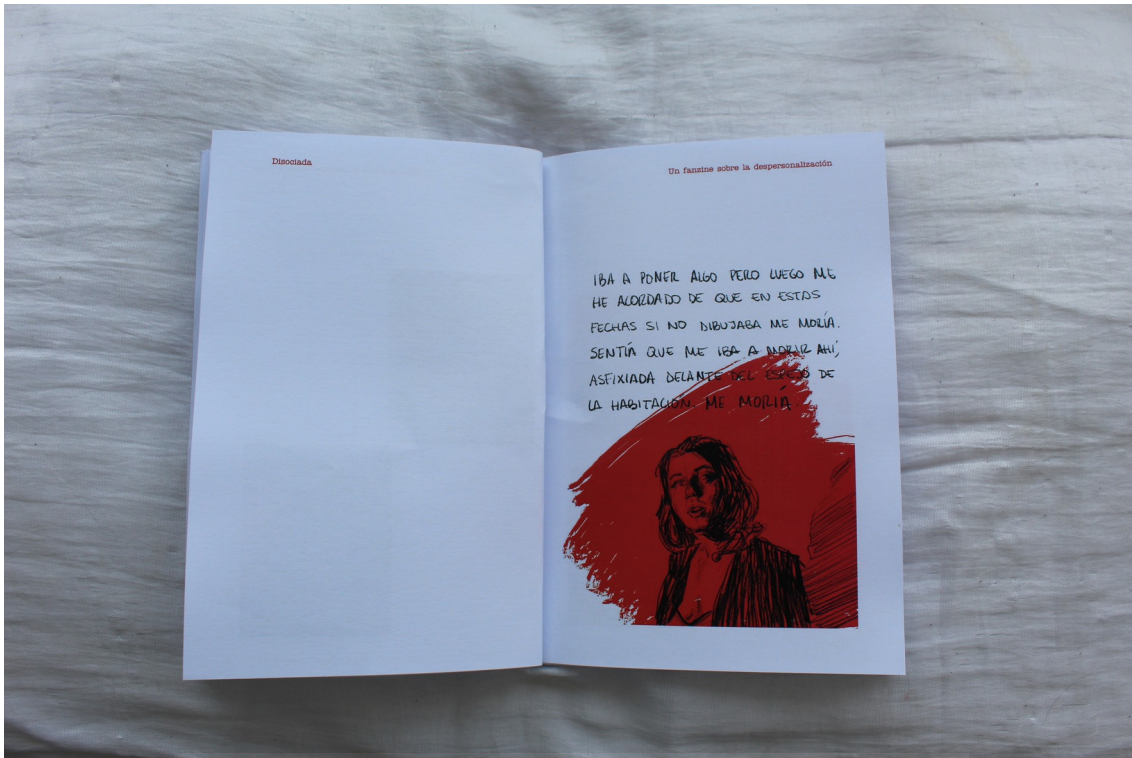 Disociada
Un fanzine sobre la despersonalización
IBA A PONER ALGO PERO LUEGO ME
HE ACORDADO DE QUE EN ESTAS
FECHAS SI NO DIBUJABA ME MORÍA.
SENTÍA QUE ME IBA A MORIR AHÍ,
ASFIXIADA DELANTE DEL ESPEJO DE
LA HABITACIÓN. ME MORÍA